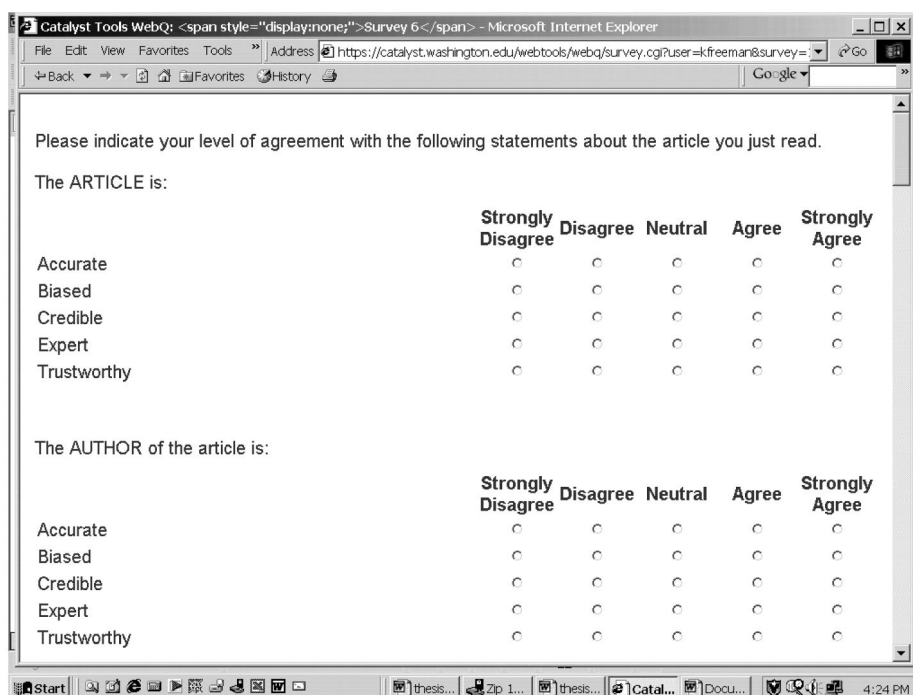 Catalyst Tools WebQ: <span style="display:none;">Survey 6</span> - Microsoft Internet Explorer
File Edit View Favorites Tools » Address https://catalyst.washington.edu/webtools/webq/survey.cgi?user=kfreeman&survey= Go
Back Favorites History Google »
Please indicate your level of agreement with the following statements about the article you just read.
The ARTICLE is:
Strongly Disagree Disagree Neutral Agree Strongly Agree
Accurate
Biased
Credible
Expert
Trustworthy
The AUTHOR of the article is:
Strongly Disagree Disagree Neutral Agree Strongly Agree
Accurate
Biased
Credible
Expert
Trustworthy
Start thesis... Zip 1... thesis... Catal... Docu... 4:24 PM